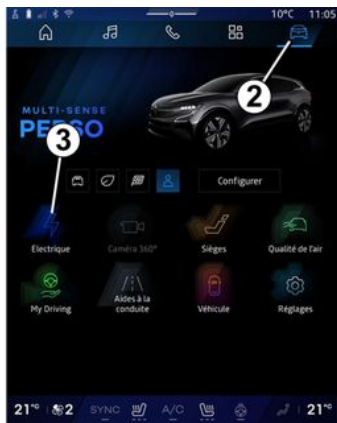 10°C 11:05
2
MULTI-SENSE
PERSO
3
Configurer
Electrique
Caméra 360°
Sièges
Qualité de l'air
My Driving
Aides à la
conduite
Véhicule
Réglages
21°° 2 SYNC A/C 21°°